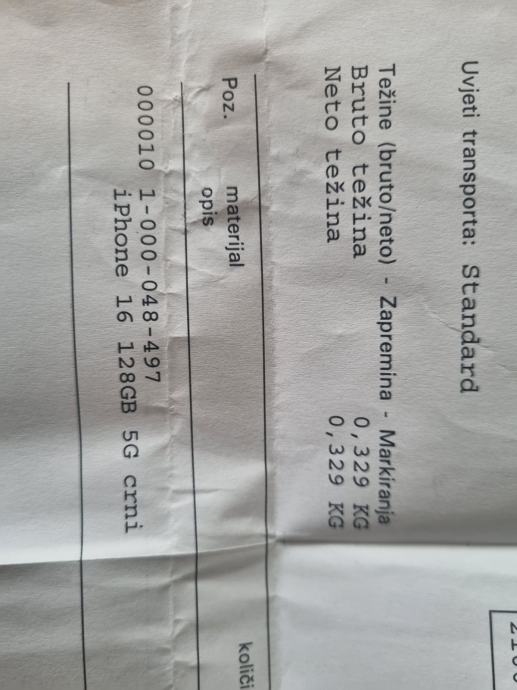 Uvjeti transporta: Standard
Težine (bruto/neto) - Zapremina - Markiranja
Bruto težina 0,329 KG
Neto težina 0,329 KG
Poz. materijal
opis
000010 1-000-048-497
iPhone 16 128GB 5G crni